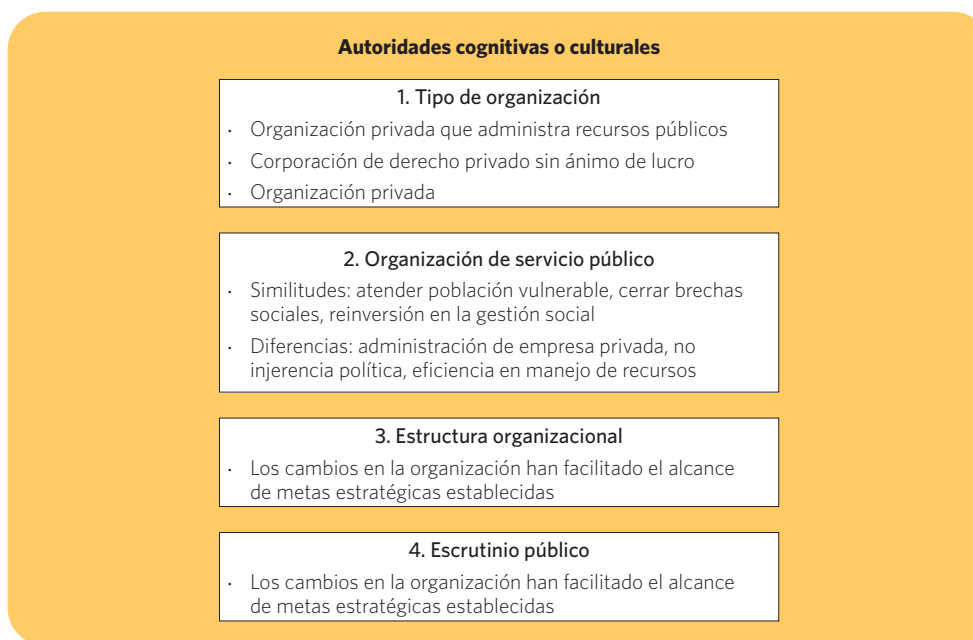 Autoridades cognitivas o culturales
1. Tipo de organización
· Organización privada que administra recursos públicos
· Corporación de derecho privado sin ánimo de lucro
· Organización privada
2. Organización de servicio público
· Similitudes: atender población vulnerable, cerrar brechas
sociales, reinversión en la gestión social
· Diferencias: administración de empresa privada, no
injerencia política, eficiencia en manejo de recursos
3. Estructura organizacional
· Los cambios en la organización han facilitado el alcance
de metas estratégicas establecidas
4. Escrutinio público
· Los cambios en la organización han facilitado el alcance
de metas estratégicas establecidas